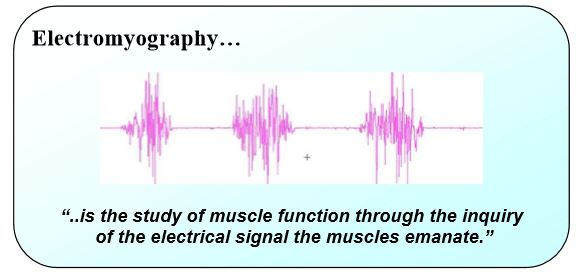 Electromyography…
“..is the study of muscle function through the inquiry
of the electrical signal the muscles emanate.”